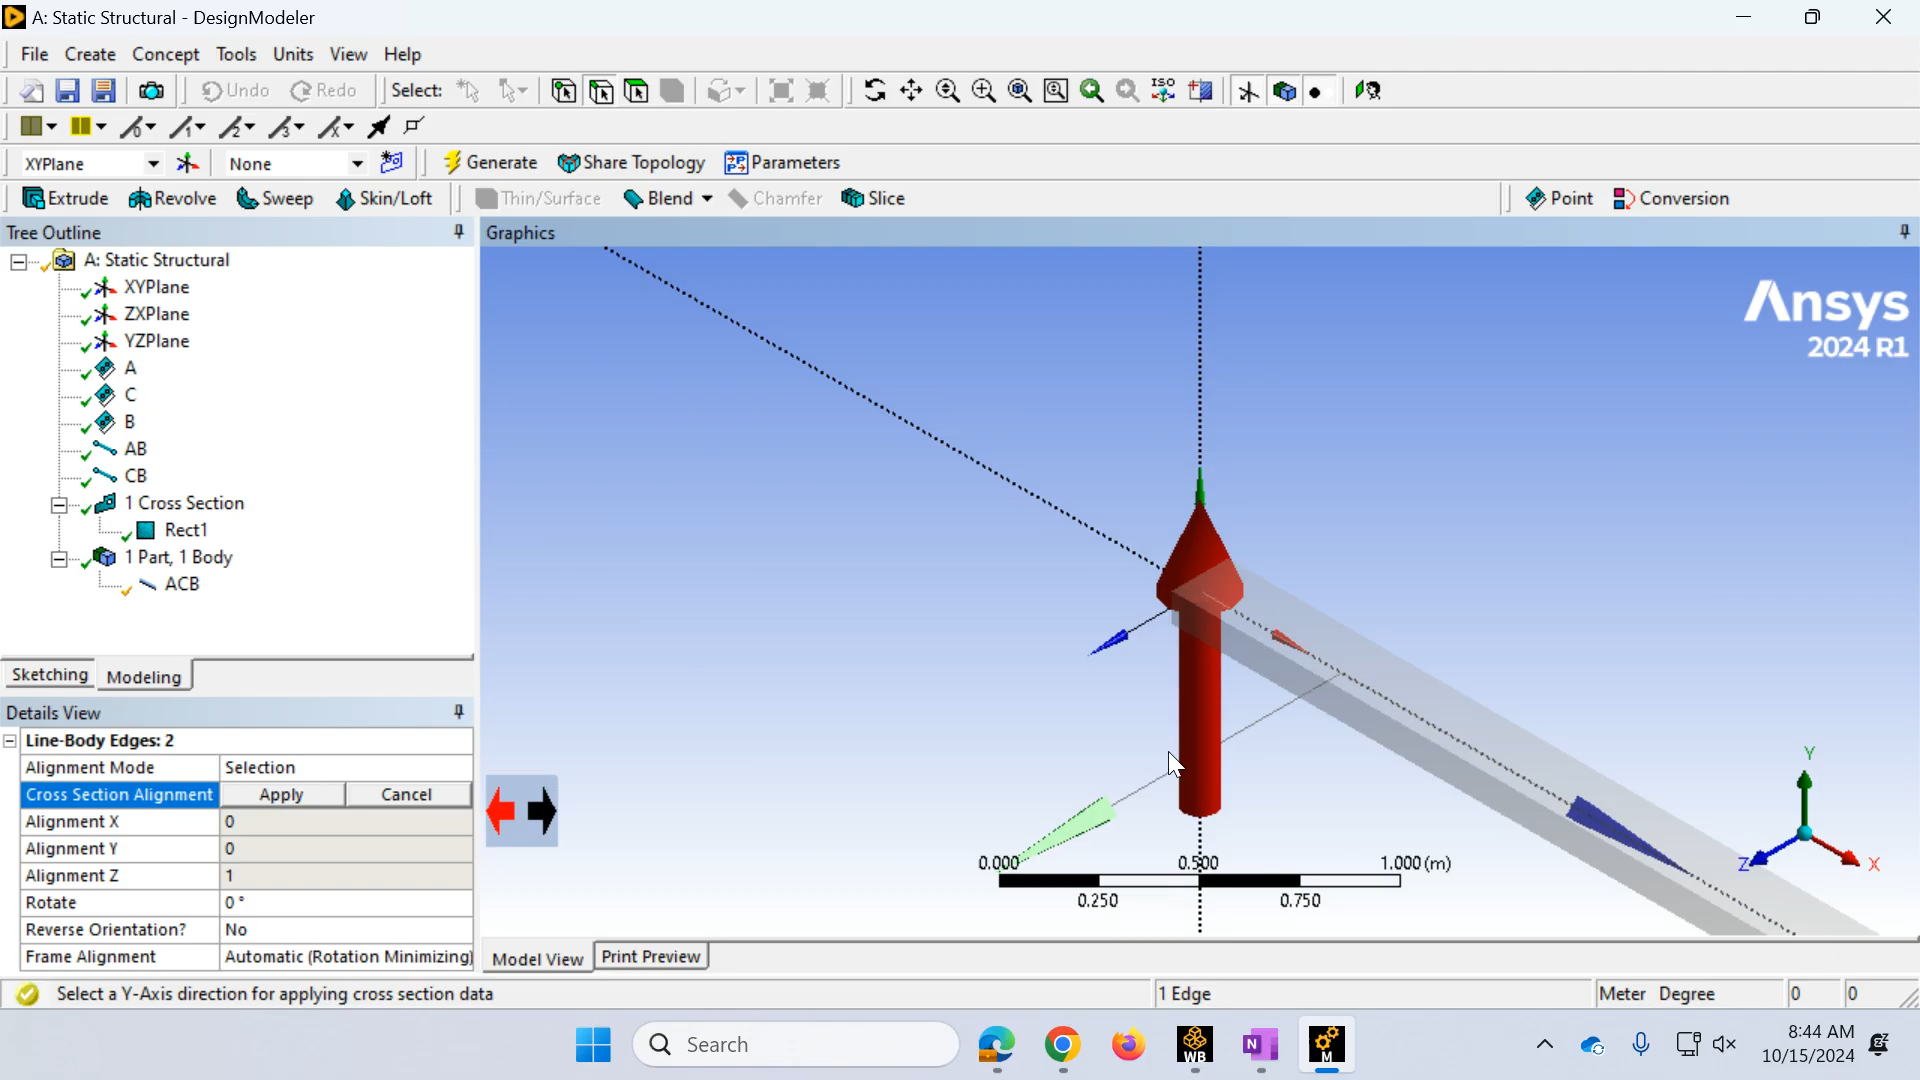 A: Static Structural - DesignModeler
File Create Concept Tools Units View Help
Undo Redo Select: ISO
XYPlane None Generate Share Topology Parameters
Extrude Revolve Sweep Skin/Loft Thin/Surface Blend Chamfer Slice Point Conversion
Tree Outline
A: Static Structural
XYPlane
ZXPlane
YZPlane
A
C
B
AB
CB
1 Cross Section
Rect1
1 Part, 1 Body
ACB
Sketching Modeling
Details View
Line-Body Edges: 2
Alignment Mode Selection
Cross Section Alignment Apply Cancel
Alignment X 0
Alignment Y 0
Alignment Z 1
Rotate 0 °
Reverse Orientation? No
Frame Alignment Automatic (Rotation Minimizing)
Graphics
Ansys
2024 R1
0.000 0.500 1.000 (m)
0.250 0.750
Y
Z X
Model View Print Preview
Select a Y-Axis direction for applying cross section data 1 Edge Meter Degree 0 0
Search
WB
N
M
8:44 AM
10/15/2024